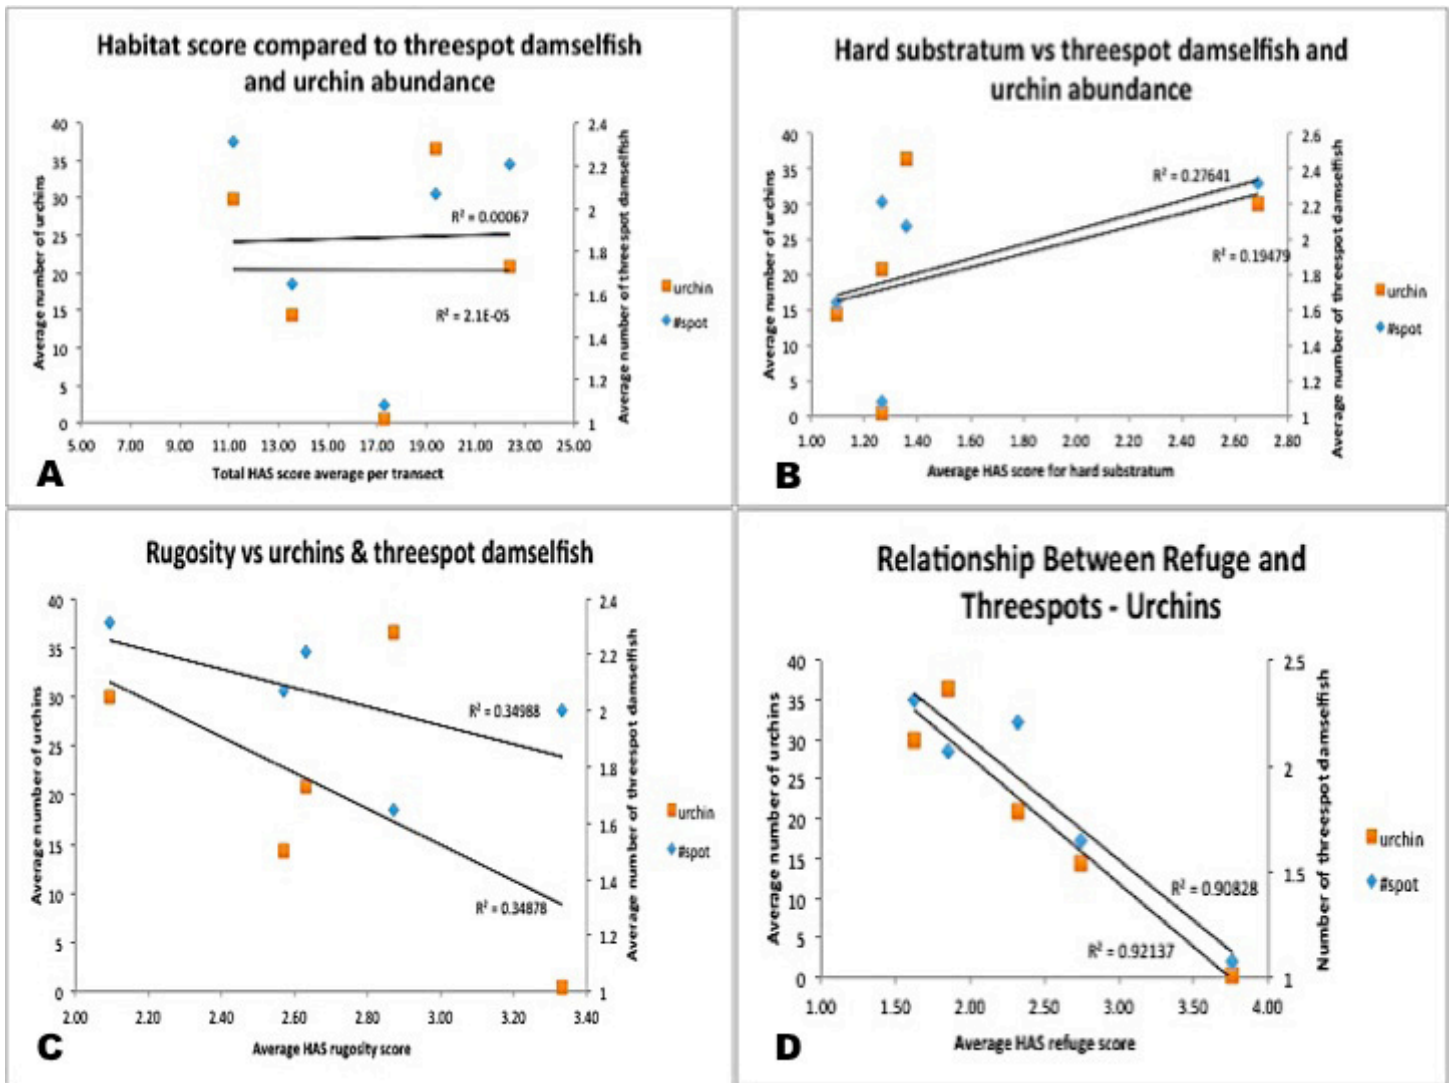 Habitat score compared to threespot damselfish
and urchin abundance
Average number of urchins
40
35
30
25
20
15
10
5
0
2.4
2.2
2
1.8
1.6
1.4
1.2
1
Average number of threespot damselfish
R² = 0.00067
R² = 2.1E-05
urchin
#spot
5.00 7.00 9.00 11.00 13.00 15.00 17.00 19.00 21.00 23.00 25.00
Total HAS score average per transect
A
Hard substratum vs threespot damselfish and
urchin abundance
Average number of urchins
40
35
30
25
20
15
10
5
0
2.6
2.4
2.2
2
1.8
1.6
1.4
1.2
1
Average number of threespot damselfish
R² = 0.27641
R² = 0.19479
urchin
#spot
1.00 1.20 1.40 1.60 1.80 2.00 2.20 2.40 2.60 2.80
Average HAS score for hard substratum
B
Rugosity vs urchins & threespot damselfish
Average number of urchins
40
35
30
25
20
15
10
5
0
2.4
2.2
2
1.8
1.6
1.4
1.2
1
Average number of threespot damselfish
R² = 0.34988
R² = 0.34878
urchin
#spot
2.00 2.20 2.40 2.60 2.80 3.00 3.20 3.40
Average HAS rugosity score
C
Relationship Between Refuge and
Threespots - Urchins
Average number of urchins
40
35
30
25
20
15
10
5
0
2.5
2
1.5
1
Number of threespot damselfish
R² = 0.90828
R² = 0.92137
urchin
#spot
1.00 1.50 2.00 2.50 3.00 3.50 4.00
Average HAS refuge score
D